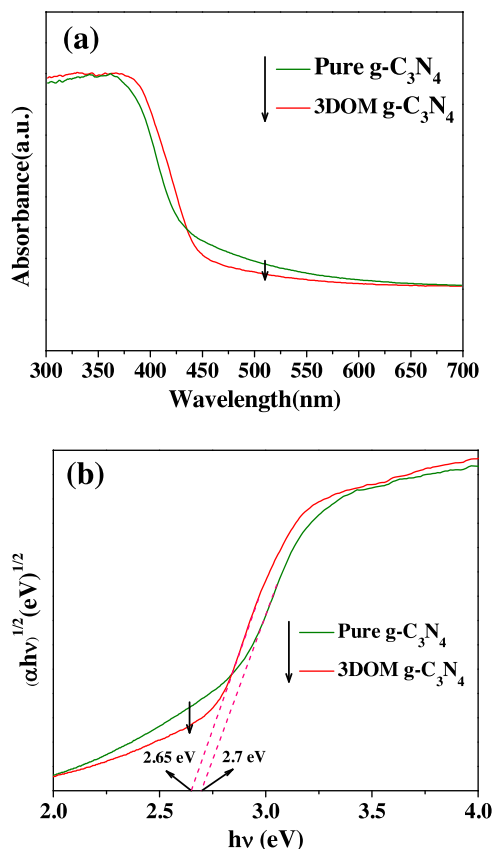 (a)
Pure g-C₃N₄
3DOM g-C₃N₄
Absorbance(a.u.)
300 350 400 450 500 550 600 650 700
Wavelength(nm)
(b)
(αhν)^1/2(eV)^1/2
Pure g-C₃N₄
3DOM g-C₃N₄
2.65 eV
2.7 eV
2.0 2.5 3.0 3.5 4.0
hν (eV)